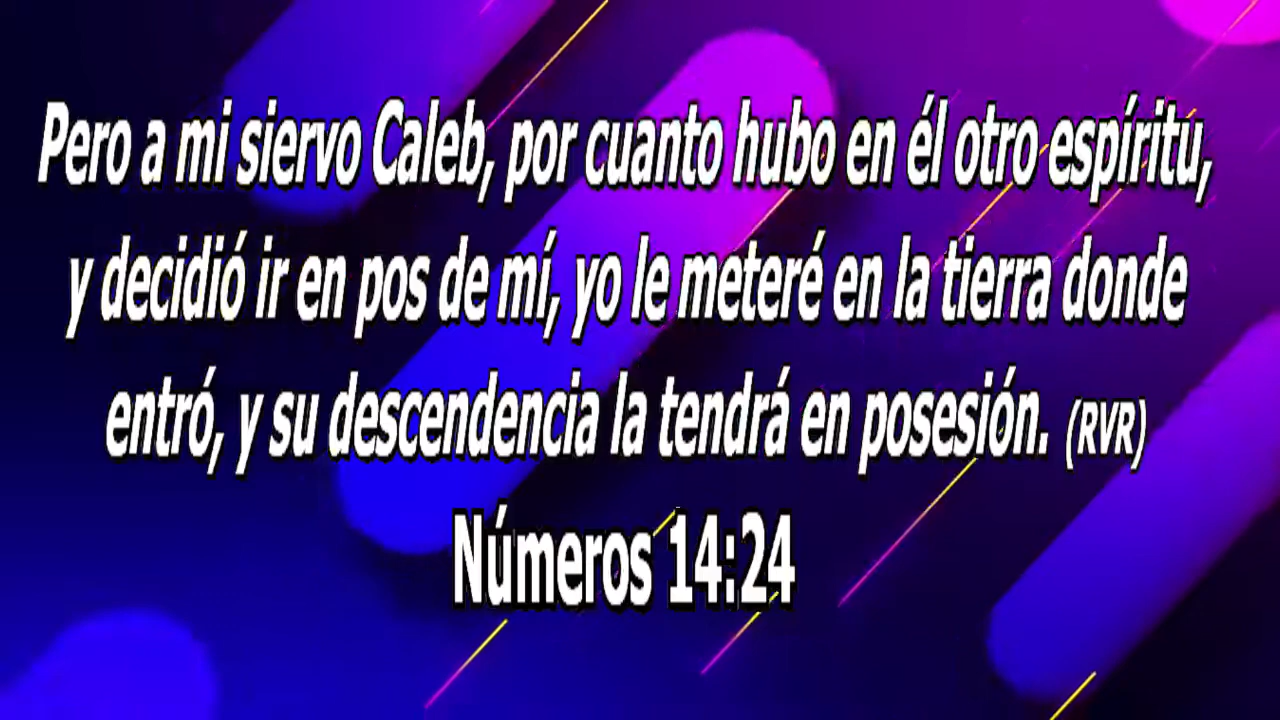 Pero a mi siervo Caleb, por cuanto hubo en él otro espíritu,
y decidió ir en pos de mí, yo le meteré en la tierra donde
entró, y su descendencia la tendrá en posesión. (RVR)
Números 14:24